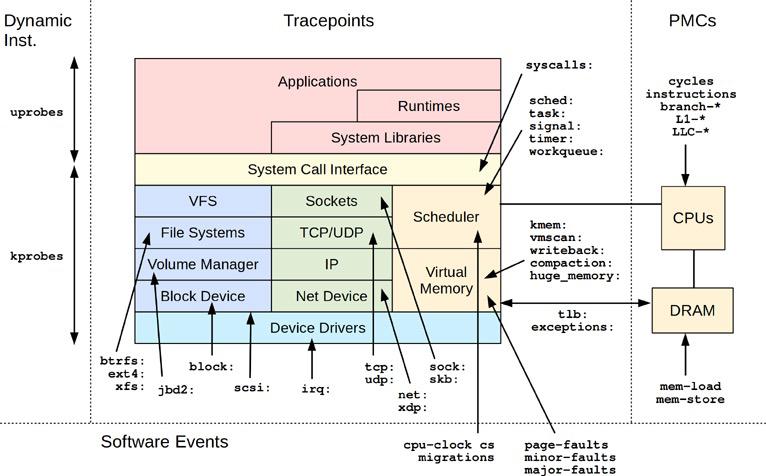 Dynamic
Inst.
Tracepoints
PMCs
uprobes
kprobes
Applications
Runtimes
System Libraries
System Call Interface
VFS
Sockets
Scheduler
File Systems
TCP/UDP
Volume Manager
IP
Virtual
Memory
Block Device
Net Device
Device Drivers
syscalls:
sched:
task:
signal:
timer:
workqueue:
kmem:
vmscan:
writeback:
compaction:
huge_memory:
tlb:
exceptions:
cycles
instructions
branch-*
L1-*
LLC-*
CPUs
DRAM
mem-load
mem-store
btrfs:
ext4:
xfs:
jbd2:
block:
scsi:
irq:
tcp:
udp:
sock:
skb:
net:
xdp:
Software Events
cpu-clock cs
migrations
page-faults
minor-faults
major-faults